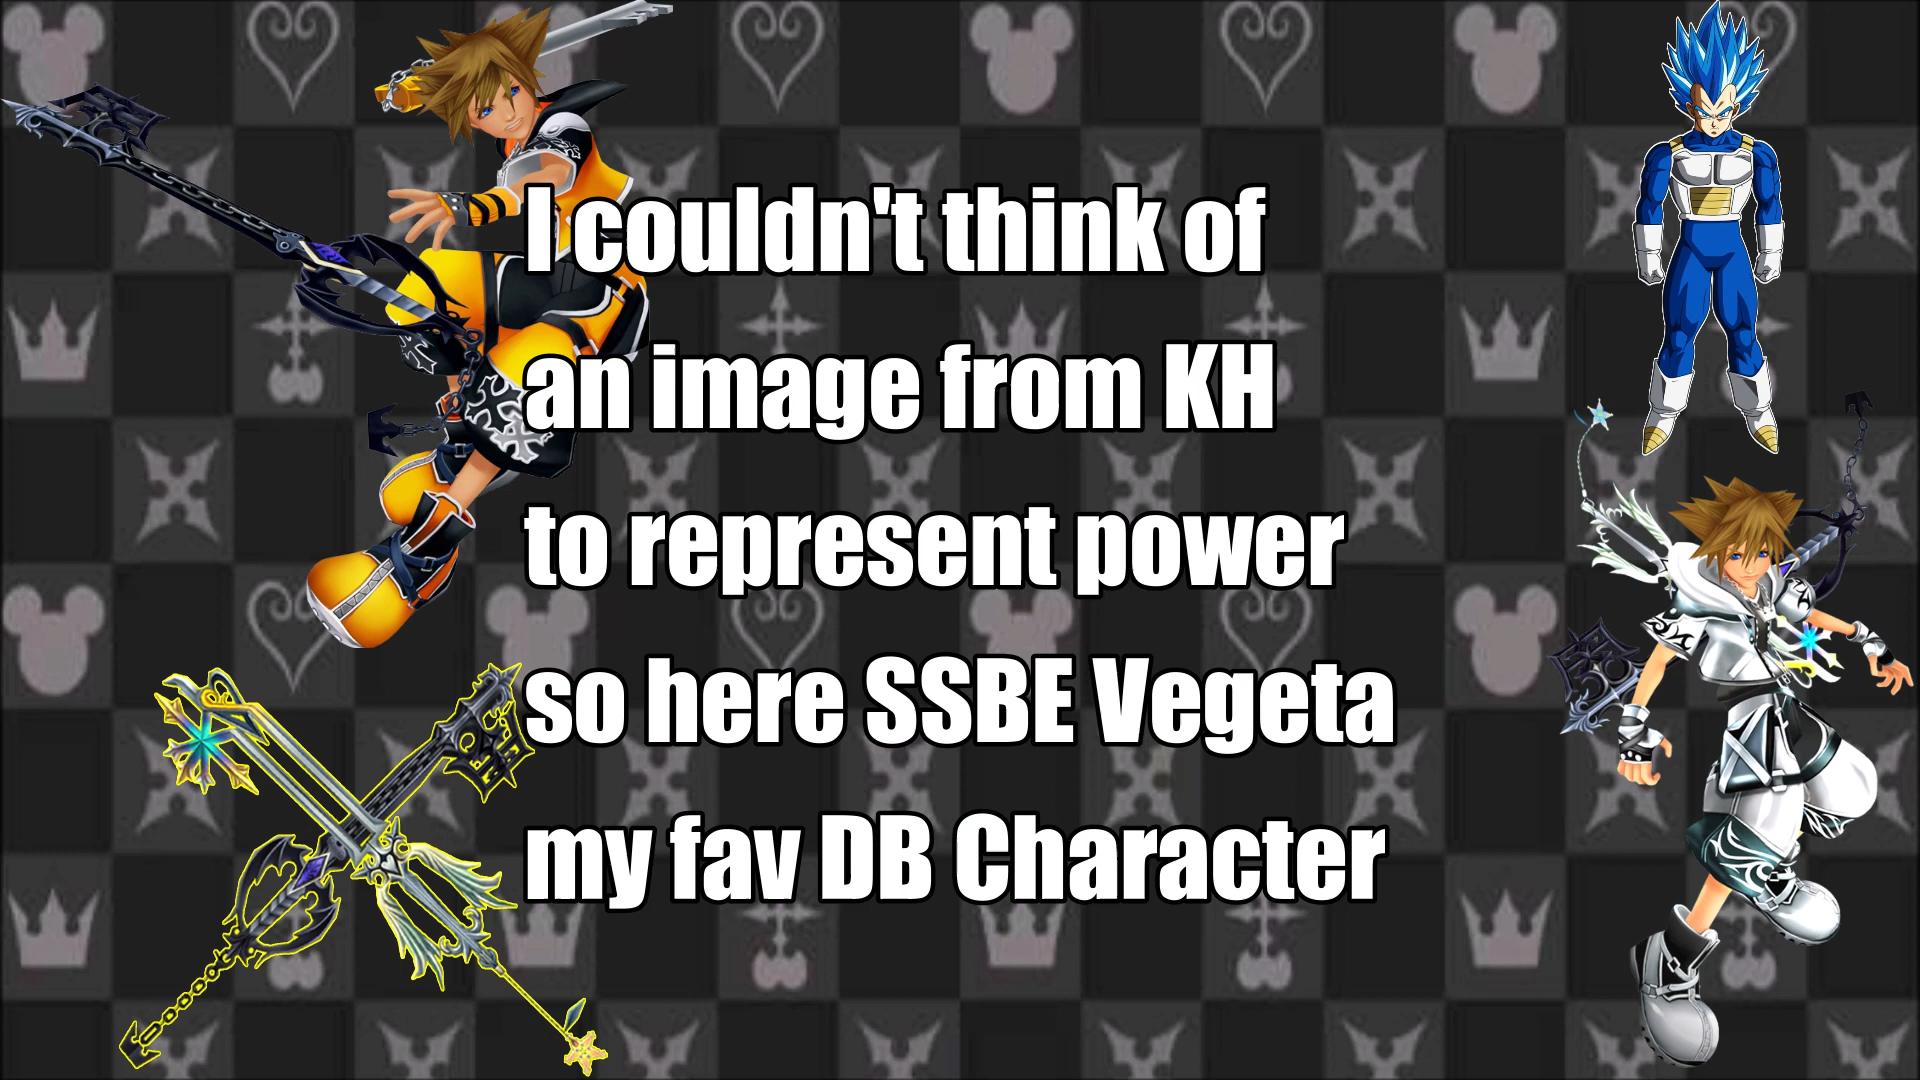 I couldn't think of
an image from KH
to represent power
so here SSBE Vegeta
my fav DB Character